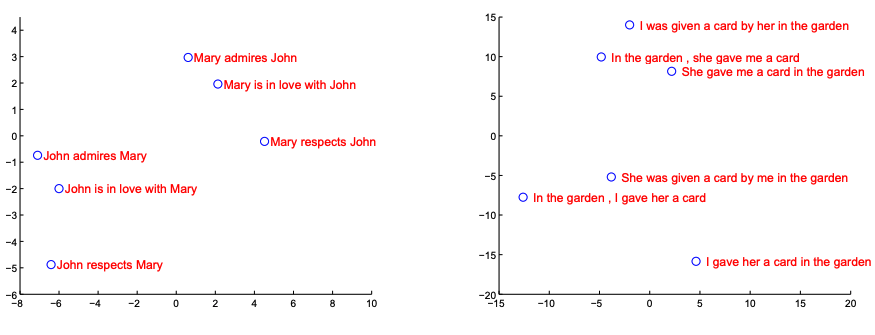 4
3
2
1
0
−1
−2
−3
−4
−5
−6
−8 −6 −4 −2 0 2 4 6 8 10
Mary admires John
Mary is in love with John
Mary respects John
John admires Mary
John is in love with Mary
John respects Mary
15
10
5
0
−5
−10
−15
−20
−15 −10 −5 0 5 10 15 20
I was given a card by her in the garden
In the garden , she gave me a card
She gave me a card in the garden
She was given a card by me in the garden
In the garden , I gave her a card
I gave her a card in the garden